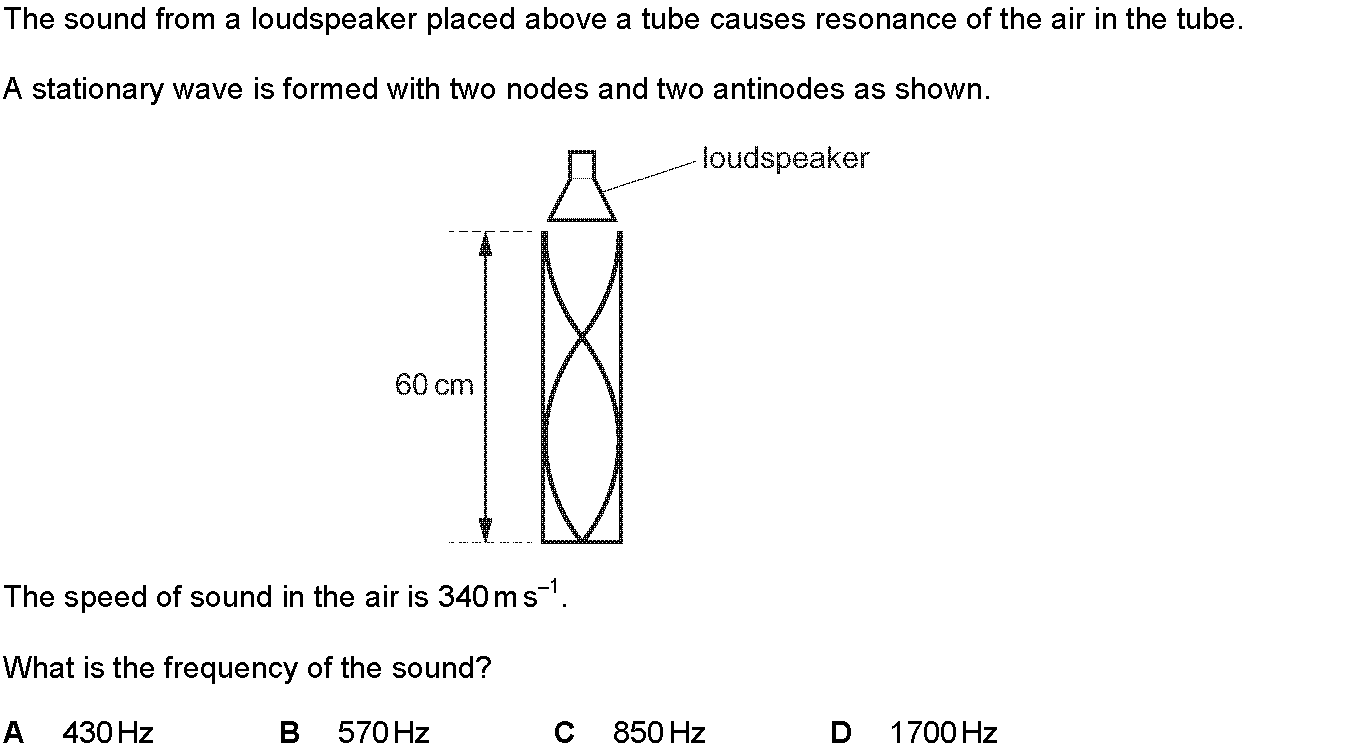 The sound from a loudspeaker placed above a tube causes resonance of the air in the tube.
A stationary wave is formed with two nodes and two antinodes as shown.
loudspeaker
60 cm
The speed of sound in the air is 340 m s⁻¹.
What is the frequency of the sound?
A 430 Hz B 570 Hz C 850 Hz D 1700 Hz